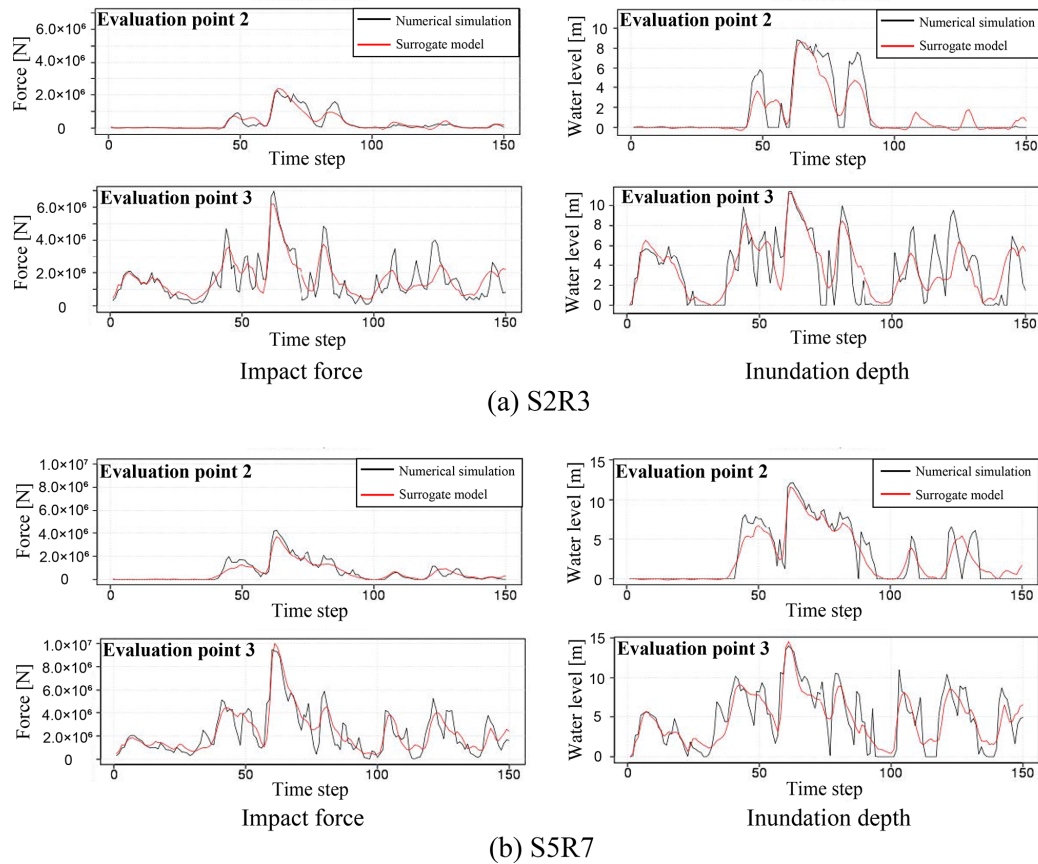 Evaluation point 2
Numerical simulation
Surrogate model
Force [N]
6.0×10⁶
4.0×10⁶
2.0×10⁶
0
0
50
100
150
Time step
Evaluation point 2
Numerical simulation
Surrogate model
Water level [m]
10
8
6
4
2
0
0
50
100
150
Time step
Evaluation point 3
Force [N]
6.0×10⁶
4.0×10⁶
2.0×10⁶
0
0
50
100
150
Time step
Impact force
Evaluation point 3
Water level [m]
10
8
6
4
2
0
0
50
100
150
Time step
Inundation depth
(a) S2R3
Evaluation point 2
Numerical simulation
Surrogate model
Force [N]
1.0×10⁷
8.0×10⁶
6.0×10⁶
4.0×10⁶
2.0×10⁶
0
0
50
100
150
Time step
Evaluation point 2
Numerical simulation
Surrogate model
Water level [m]
15
10
5
0
0
50
100
150
Time step
Evaluation point 3
Force [N]
1.0×10⁷
8.0×10⁶
6.0×10⁶
4.0×10⁶
2.0×10⁶
0
0
50
100
150
Time step
Impact force
Evaluation point 3
Water level [m]
15
10
5
0
0
50
100
150
Time step
Inundation depth
(b) S5R7